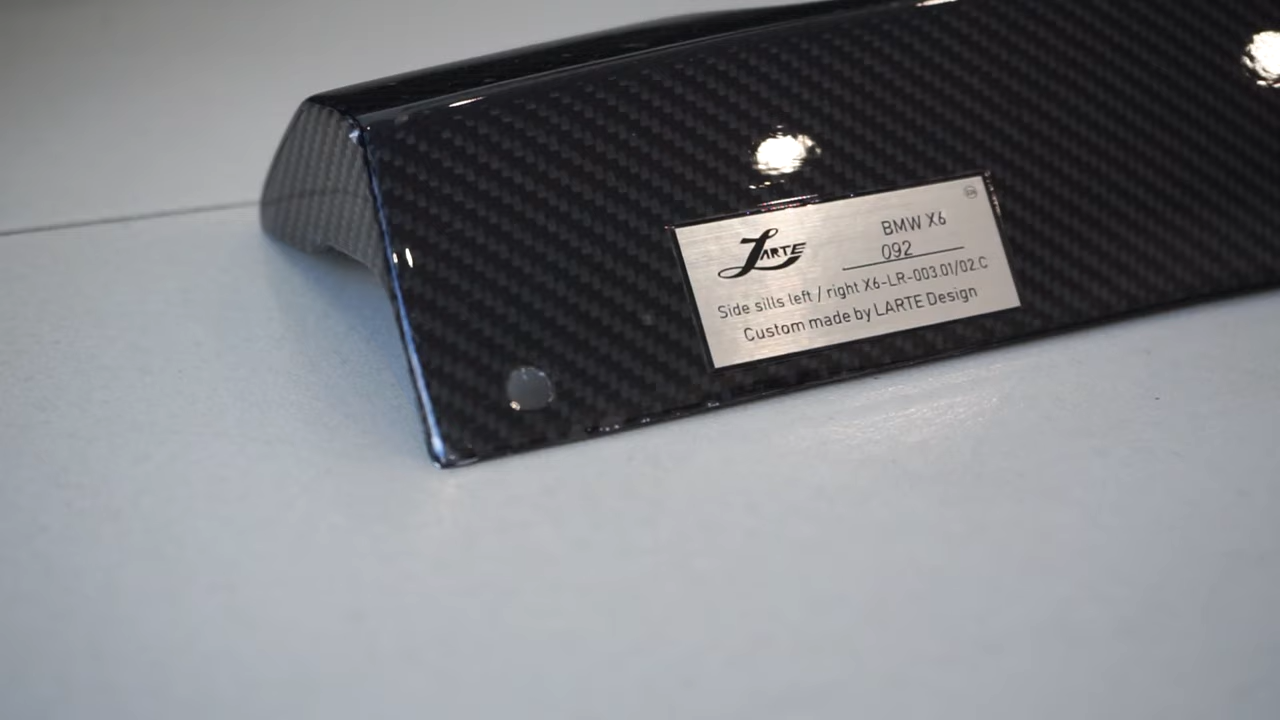 LARTE
BMW X6
092
Side sills left / right X6-LR-003.01/02.C
Custom made by LARTE Design